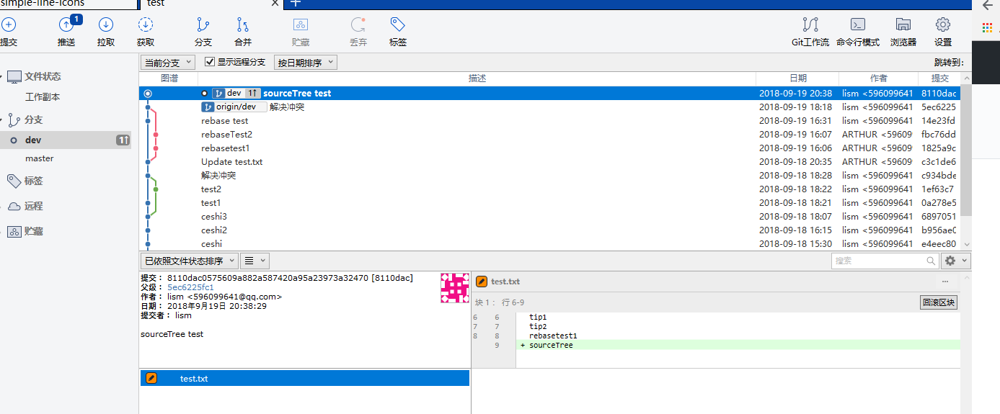 simple-line-icons test
提交 1 推送 拉取 获取 分支 合并 贮藏 丢弃 标签 Git工作流 命令行模式 浏览器 设置
文件状态
工作副本
分支
dev 1↑
master
标签
远程
贮藏
当前分支 显示远程分支 按日期排序 跳转到:
图谱 描述 日期 作者 提交
dev 1↑ sourceTree test 2018-09-19 20:38 lism <596099641 8110dac
origin/dev 解决冲突 2018-09-19 18:18 lism <596099641 5ec6225
rebase test 2018-09-19 16:31 lism <596099641 14e23fd
rebaseTest2 2018-09-19 16:07 ARTHUR <59609 fbc76dd
rebasetest1 2018-09-19 16:06 ARTHUR <59609 1825a9c
Update test.txt 2018-09-18 20:35 ARTHUR <59609 c3c1de6
解决冲突 2018-09-18 18:28 lism <596099641 c934bde
test2 2018-09-18 18:22 lism <596099641 1ef63c7
test1 2018-09-18 18:21 lism <596099641 0a278e5
ceshi3 2018-09-18 18:07 lism <596099641 6897051
ceshi2 2018-09-18 16:15 lism <596099641 b956ae0
ceshi 2018-09-18 15:30 lism <596099641 e4eec80
已依照文件状态排序 搜索
提交: 8110dac0575609a882a587420a95a23973a32470 [8110dac]
父级: 5ec6225fc1
作者: lism <596099641@qq.com>
日期: 2018年9月19日 20:38:29
提交者: lism
sourceTree test
test.txt
test.txt ...
块 1： 行 6-9 回滚区块
6 6 tip1
7 7 tip2
8 8 rebasetest1
9 + sourceTree